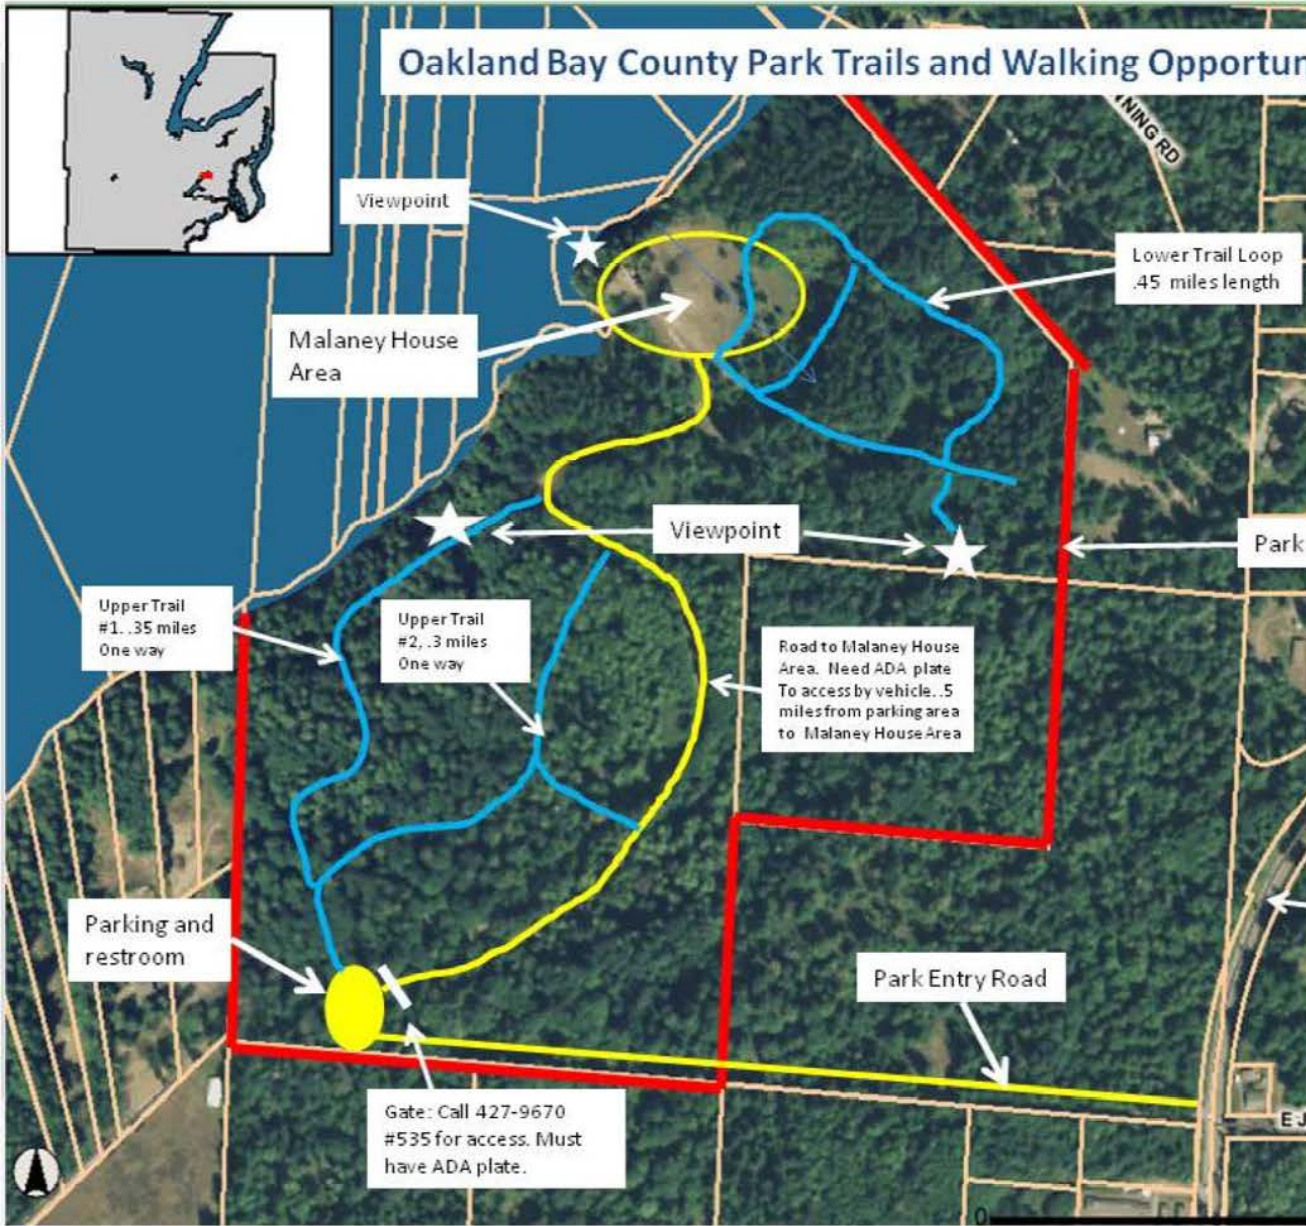 Oakland Bay County Park Trails and Walking Opportun
NING RD
Viewpoint
Lower Trail Loop
.45 miles length
Malaney House
Area
Viewpoint
Park
Upper Trail
#1. .35 miles
One way
Upper Trail
#2, .3 miles
One way
Road to Malaney House
Area. Need ADA plate
To access by vehicle. .5
miles from parking area
to Malaney House Area
Parking and
restroom
Park Entry Road
Gate: Call 427-9670
#535 for access. Must
have ADA plate.
E J
0